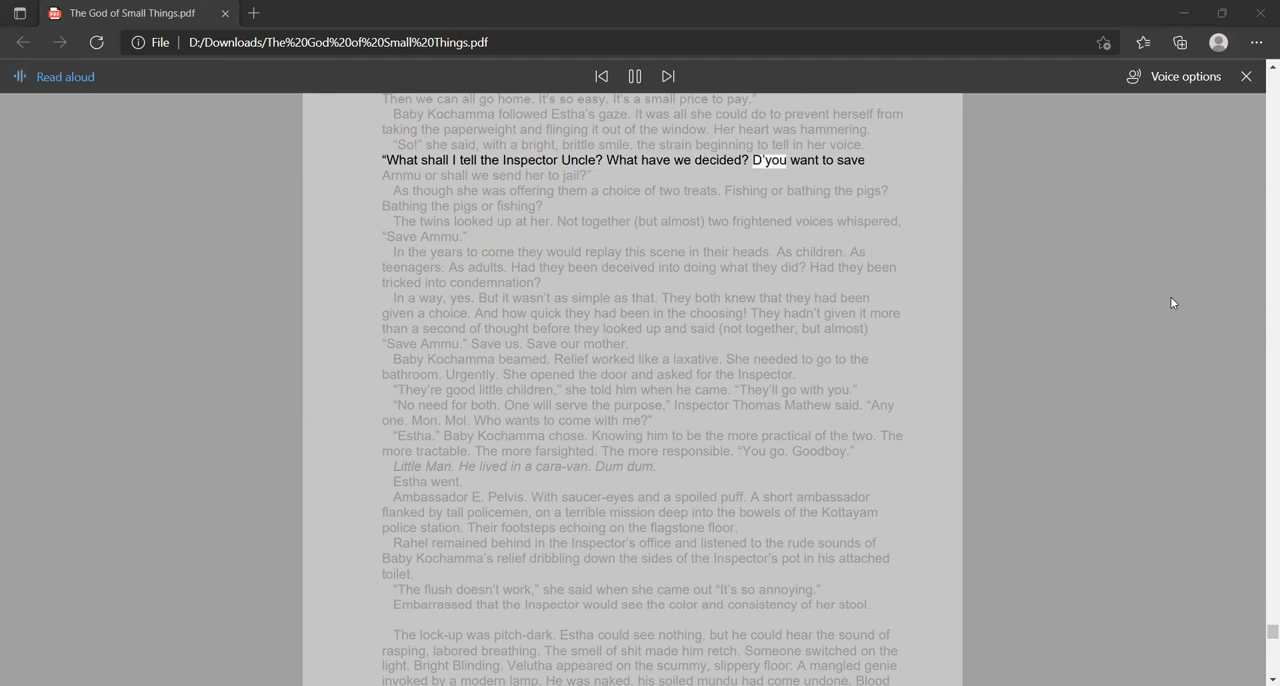 The God of Small Things.pdf
File
D:/Downloads/The%20God%20of%20Small%20Things.pdf
Read aloud
Voice options
Then we can all go home. It's so easy. It's a small price to pay."
Baby Kochamma followed Estha's gaze. It was all she could do to prevent herself from
taking the paperweight and flinging it out of the window. Her heart was hammering.
"So!" she said, with a bright, brittle smile, the strain beginning to tell in her voice.
"What shall I tell the Inspector Uncle? What have we decided? D'you want to save
Ammu or shall we send her to jail?"
As though she was offering them a choice of two treats. Fishing or bathing the pigs?
Bathing the pigs or fishing?
The twins looked up at her. Not together (but almost) two frightened voices whispered,
"Save Ammu."
In the years to come they would replay this scene in their heads. As children. As
teenagers. As adults. Had they been deceived into doing what they did? Had they been
tricked into condemnation?
In a way, yes. But it wasn't as simple as that. They both knew that they had been
given a choice. And how quick they had been in the choosing! They hadn't given it more
than a second of thought before they looked up and said (not together, but almost)
"Save Ammu." Save us. Save our mother.
Baby Kochamma beamed. Relief worked like a laxative. She needed to go to the
bathroom. Urgently. She opened the door and asked for the Inspector.
"They're good little children," she told him when he came. "They'll go with you."
"No need for both. One will serve the purpose," Inspector Thomas Mathew said. "Any
one. Mon. Mol. Who wants to come with me?"
"Estha." Baby Kochamma chose. Knowing him to be the more practical of the two. The
more tractable. The more farsighted. The more responsible. "You go. Goodboy."
Little Man. He lived in a cara-van. Dum dum.
Estha went.
Ambassador E. Pelvis. With saucer-eyes and a spoiled puff. A short ambassador
flanked by tall policemen, on a terrible mission deep into the bowels of the Kottayam
police station. Their footsteps echoing on the flagstone floor.
Rahel remained behind in the Inspector's office and listened to the rude sounds of
Baby Kochamma's relief dribbling down the sides of the Inspector's pot in his attached
toilet.
"The flush doesn't work," she said when she came out "It's so annoying."
Embarrassed that the Inspector would see the color and consistency of her stool.
The lock-up was pitch-dark. Estha could see nothing, but he could hear the sound of
rasping, labored breathing. The smell of shit made him retch. Someone switched on the
light. Bright Blinding. Velutha appeared on the scummy, slippery floor: A mangled genie
invoked by a modern lamp. He was naked, his soiled mundu had come undone. Blood